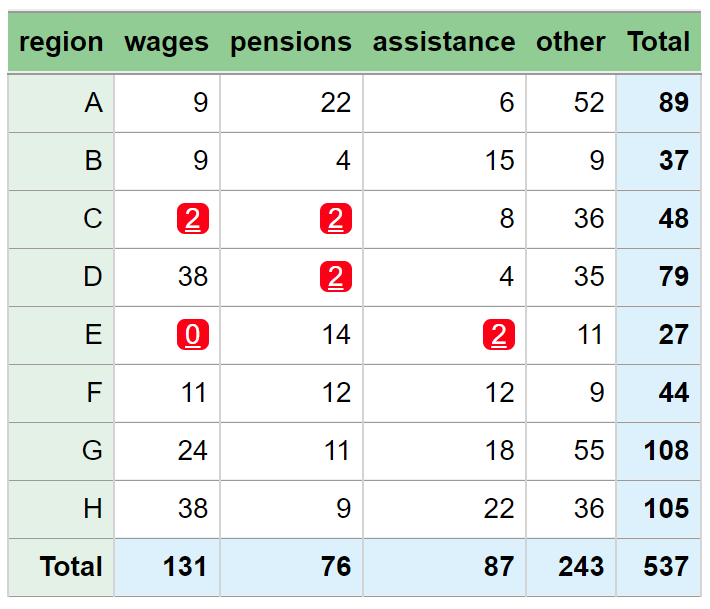 region wages pensions assistance other Total
A 9 22 6 52 89
B 9 4 15 9 37
C 2 2 8 36 48
D 38 2 4 35 79
E 0 14 2 11 27
F 11 12 12 9 44
G 24 11 18 55 108
H 38 9 22 36 105
Total 131 76 87 243 537